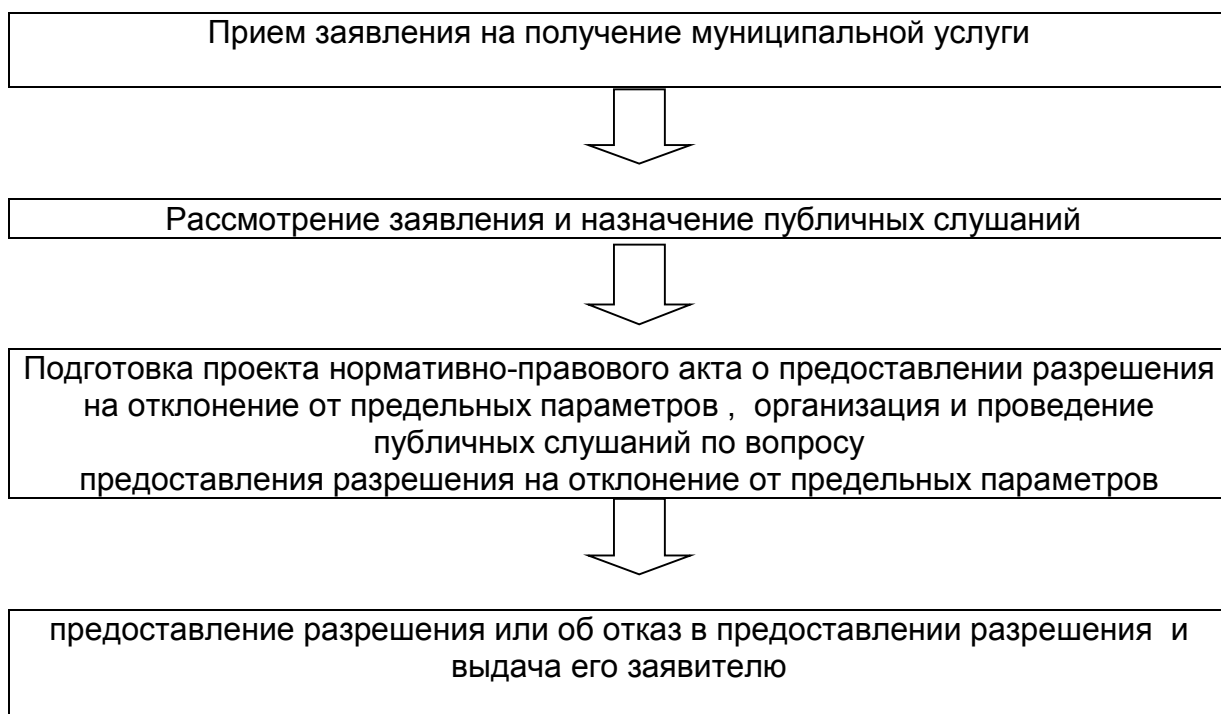 Прием заявления на получение муниципальной услуги
Рассмотрение заявления и назначение публичных слушаний
Подготовка проекта нормативно-правового акта о предоставлении разрешения
на отклонение от предельных параметров , организация и проведение
публичных слушаний по вопросу
предоставления разрешения на отклонение от предельных параметров
предоставление разрешения или об отказ в предоставлении разрешения и
выдача его заявителю